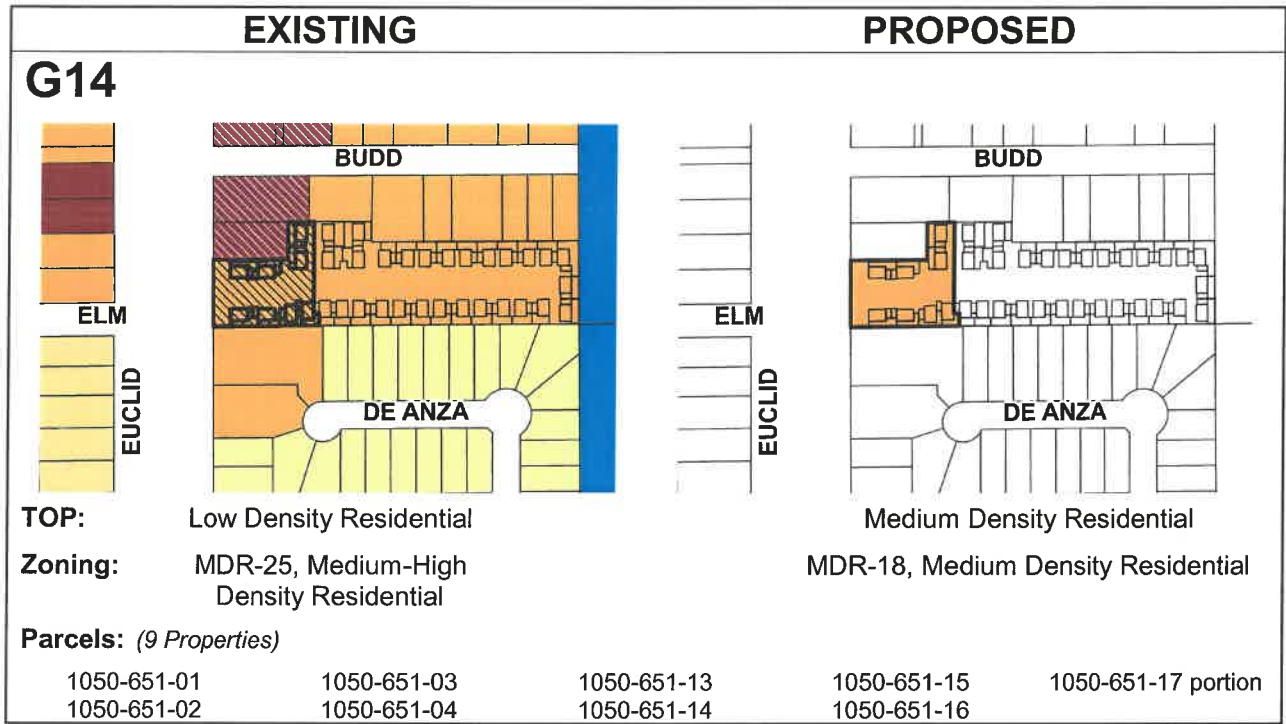 EXISTING PROPOSED
G14
BUDD BUDD
ELM ELM
EUCLID EUCLID
DE ANZA DE ANZA
TOP: Low Density Residential Medium Density Residential
Zoning: MDR-25, Medium-High MDR-18, Medium Density Residential
Density Residential
Parcels: (9 Properties)
1050-651-01 1050-651-03 1050-651-13 1050-651-15 1050-651-17 portion
1050-651-02 1050-651-04 1050-651-14 1050-651-16